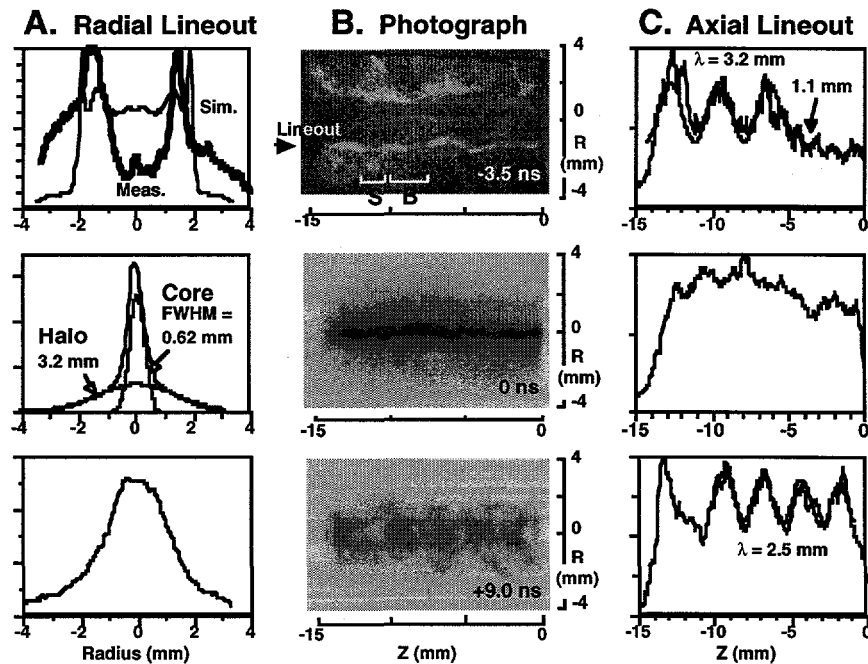 A. Radial Lineout
B. Photograph
C. Axial Lineout
Sim.
Meas.
-4 -2 0 2 4
Lineout
S B
-3.5 ns
4
0
R
(mm)
-4
-15 0
λ = 3.2 mm
1.1 mm
-15 -10 -5 0
Halo
3.2 mm
Core
FWHM =
0.62 mm
-4 -2 0 2 4
0 ns
4
0
R
(mm)
-4
-15 0
-15 -10 -5 0
-4 -2 0 2 4
Radius (mm)
+9.0 ns
4
0
R
(mm)
-4
-15 0
Z (mm)
λ = 2.5 mm
-15 -10 -5 0
Z (mm)